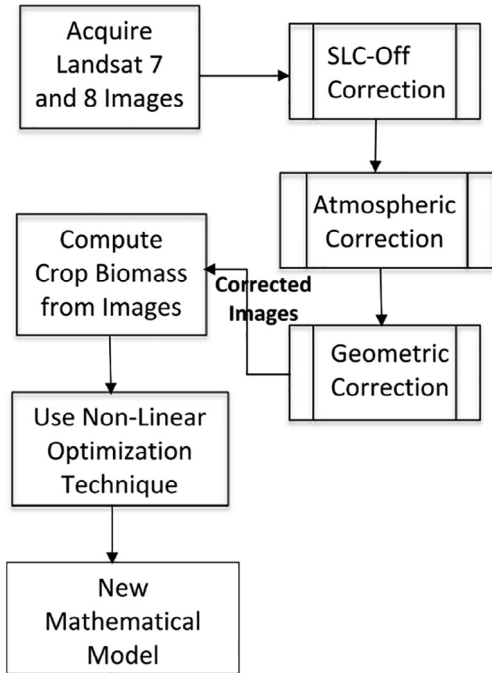 Acquire
Landsat 7
and 8 Images
SLC-Off
Correction
Atmospheric
Correction
Geometric
Correction
Corrected
Images
Compute
Crop Biomass
from Images
Use Non-Linear
Optimization
Technique
New
Mathematical
Model